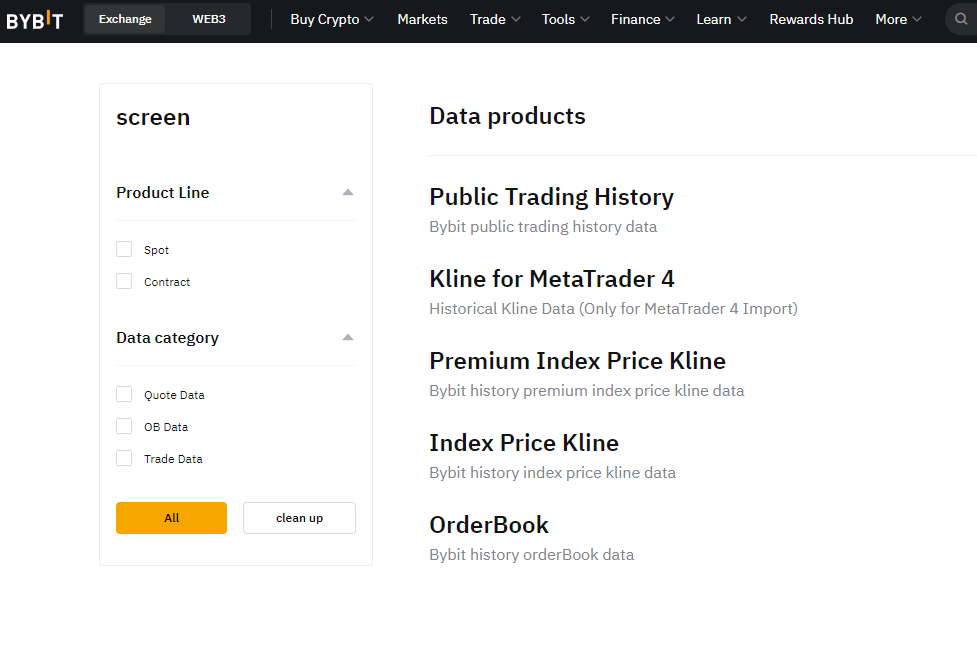 BYBIT Exchange WEB3 Buy Crypto Markets Trade Tools Finance Learn Rewards Hub More
screen
Product Line
Spot
Contract
Data category
Quote Data
OB Data
Trade Data
All clean up
Data products
Public Trading History
Bybit public trading history data
Kline for MetaTrader 4
Historical Kline Data (Only for MetaTrader 4 Import)
Premium Index Price Kline
Bybit history premium index price kline data
Index Price Kline
Bybit history index price kline data
OrderBook
Bybit history orderBook data